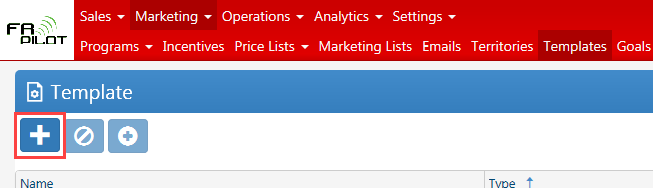 FA PILOT
Sales Marketing Operations Analytics Settings
Programs Incentives Price Lists Marketing Lists Emails Territories Templates Goals
Template
Name Type